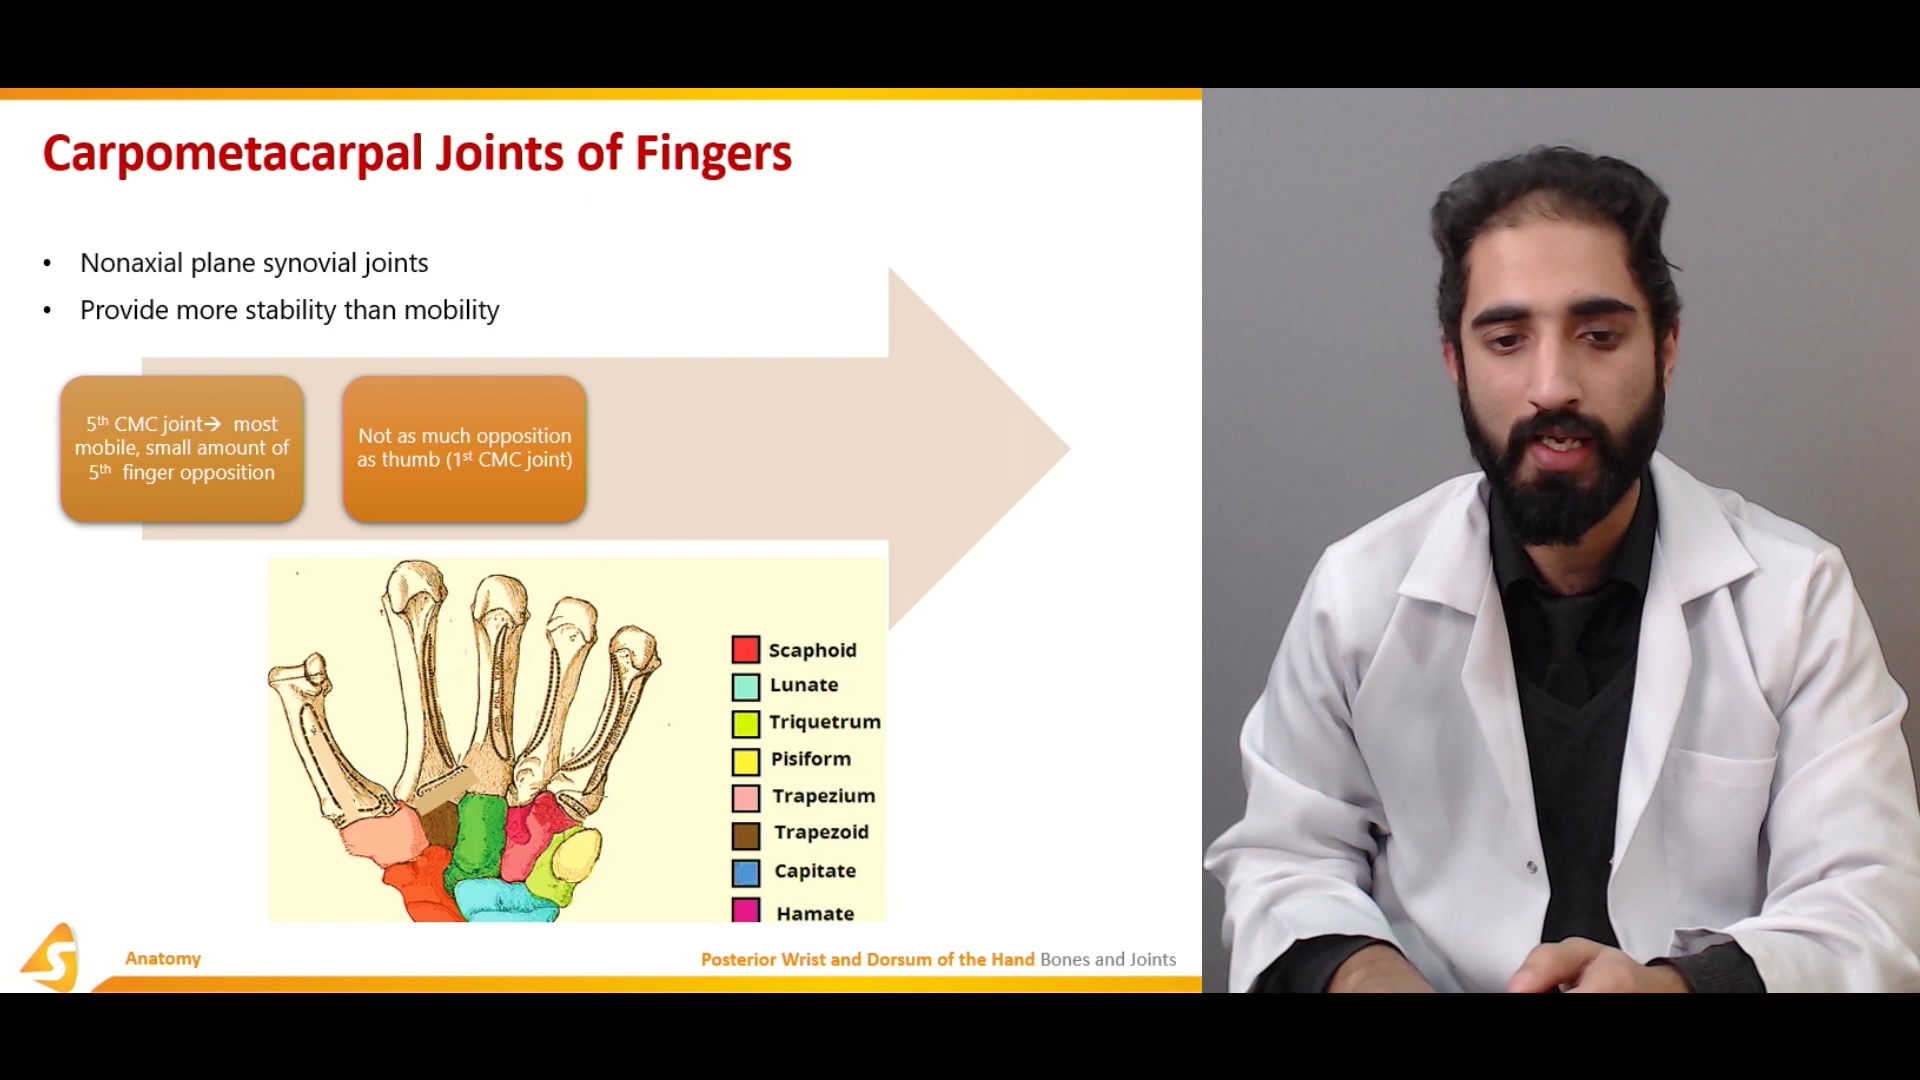 Carpometacarpal Joints of Fingers
• Nonaxial plane synovial joints
• Provide more stability than mobility
5th CMC joint→ most
mobile, small amount of
5th finger opposition
Not as much opposition
as thumb (1st CMC joint)
Scaphoid
Lunate
Triquetrum
Pisiform
Trapezium
Trapezoid
Capitate
Hamate
S
Anatomy
Posterior Wrist and Dorsum of the Hand Bones and Joints